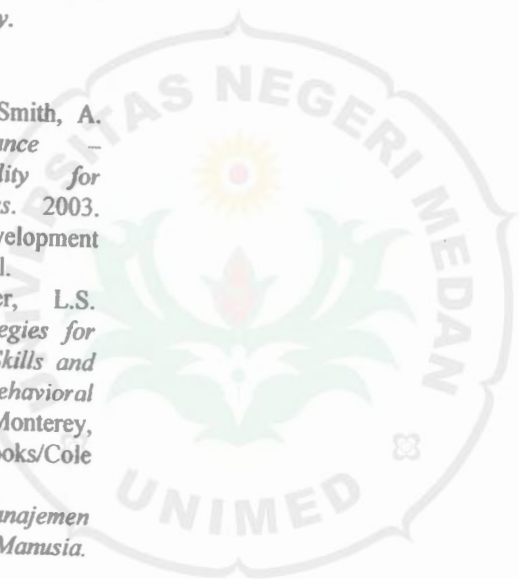 y.
Smith, A.
ance –
lity for
s. 2003.
velopment
l.
er, L.S.
egies for
Skills and
ehavioral
Monterey,
ooks/Cole
anajemen
Manusia.
UNIVERSITAS NEGERI MEDAN
UNIMED